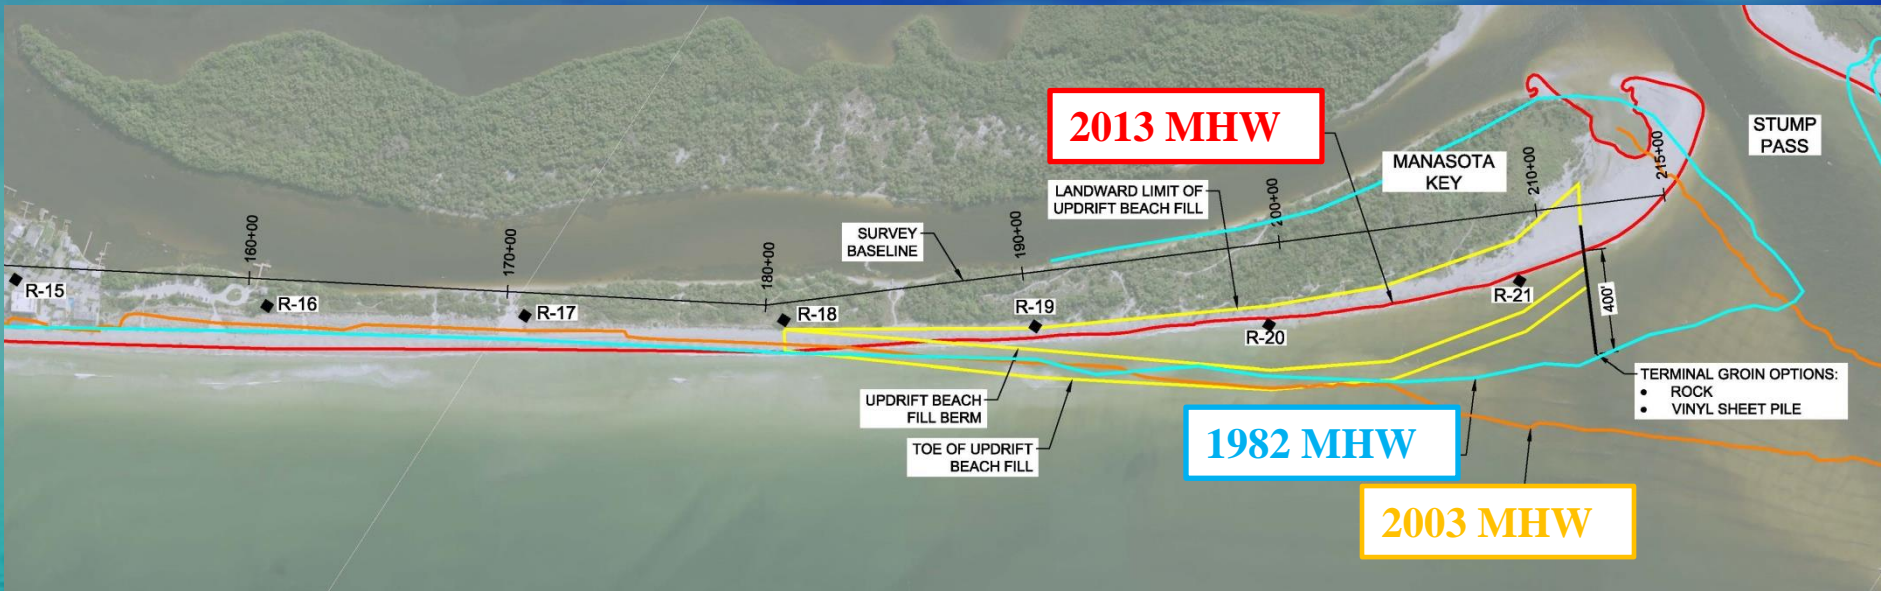 2013 MHW
STUMP
PASS
MANASOTA
KEY
LANDWARD LIMIT OF
UPDRIFT BEACH FILL
SURVEY
BASELINE
160+00
170+00
180+00
190+00
200+00
210+00
215+00
R-15
R-16
R-17
R-18
R-19
R-20
R-21
400'
UPDRIFT BEACH
FILL BERM
TOE OF UPDRIFT
BEACH FILL
TERMINAL GROIN OPTIONS:
• ROCK
• VINYL SHEET PILE
1982 MHW
2003 MHW